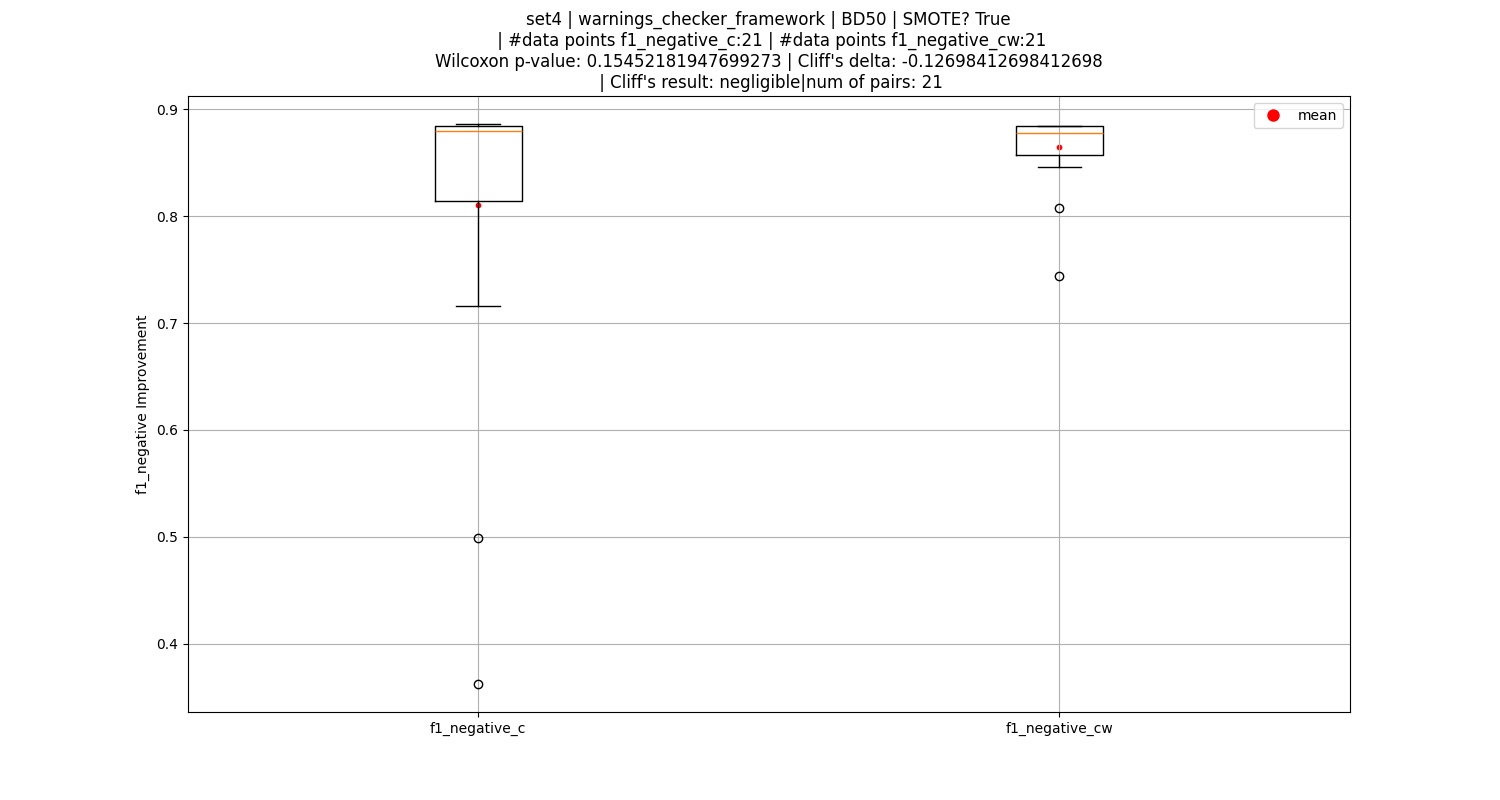 set4 | warnings_checker_framework | BD50 | SMOTE? True
| #data points f1_negative_c:21 | #data points f1_negative_cw:21
Wilcoxon p-value: 0.15452181947699273 | Cliff's delta: -0.12698412698412698
| Cliff's result: negligible|num of pairs: 21
mean
0.9
0.8
0.7
0.6
0.5
0.4
f1_negative Improvement
f1_negative_c
f1_negative_cw